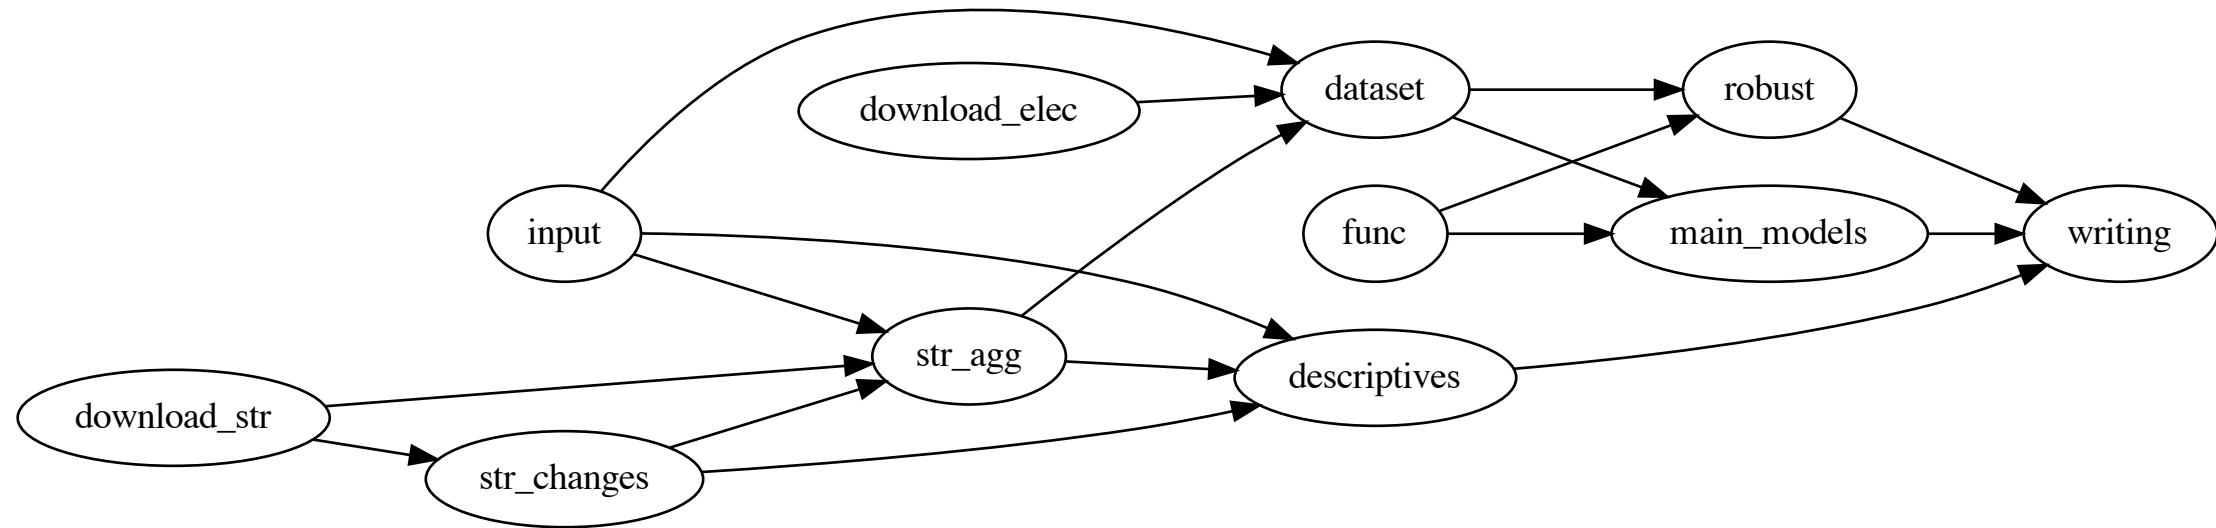 dataset
robust
download_elec
input
func
main_models
writing
str_agg
descriptives
download_str
str_changes